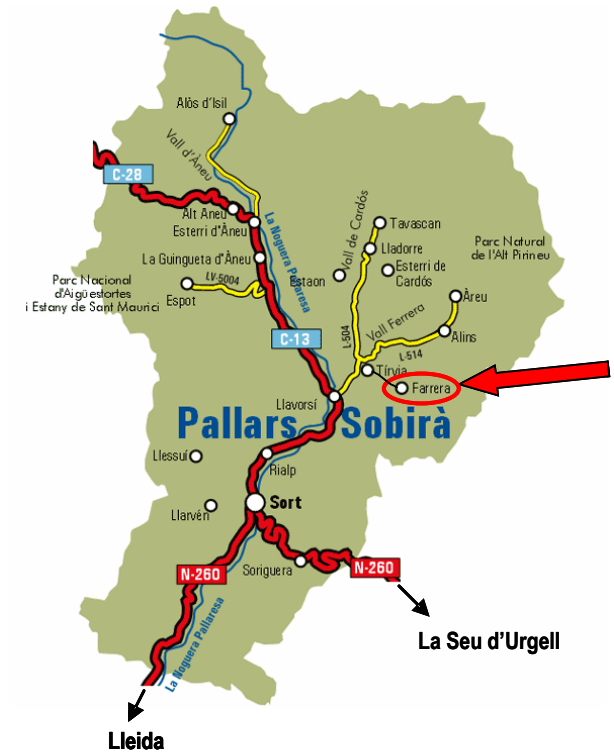 Alòs d'Isil
Vall d'Àneu
C-28
Alt Aneu
Esterri d'Àneu
La Guingueta d'Àneu
LV-5004
Espot
Parc Nacional
d'Aigüestortes
i Estany de Sant Maurici
La Noguera Pallaresa
C-13
Vall de Cardós
Tavascan
Lladorre
Estaon
Esterri de
Cardós
Parc Natural
de l'Alt Pirineu
Àreu
Vall Ferrera
Alins
L-504
L-514
Tírvia
Farrera
Llavorsí
Pallars Sobirà
Llessuí
Rialp
Sort
Llarvén
Soriguera
N-260
N-260
La Noguera Pallaresa
La Seu d'Urgell
Lleida